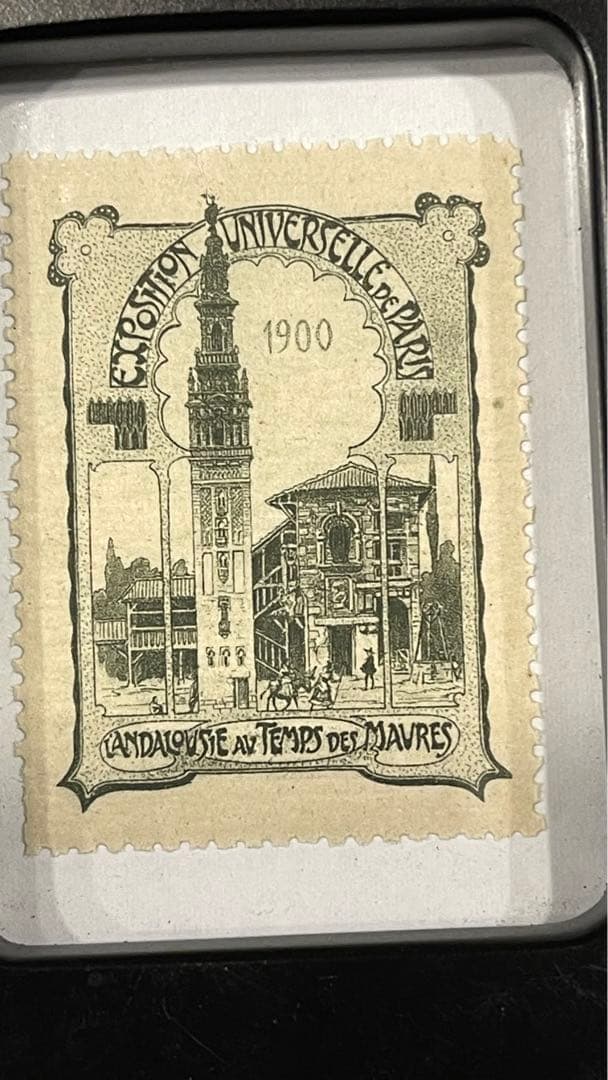 EXPOSITION UNIVERSELLE DE PARIS
1900
L'ANDALOUSIE AU TEMPS DES MAURES